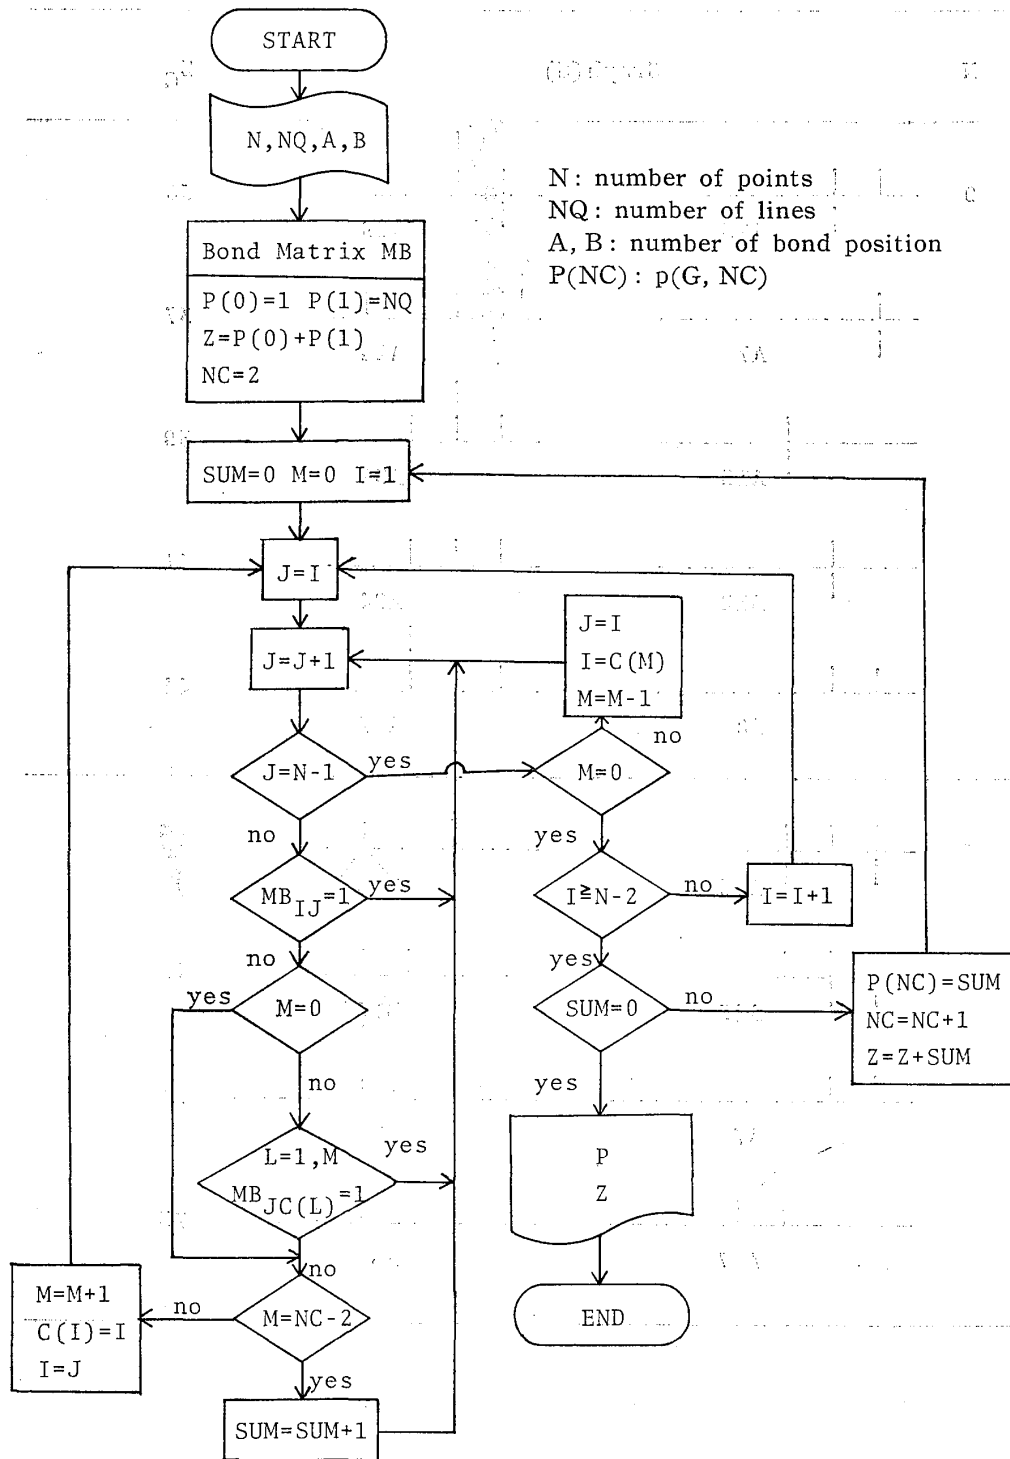 START
N,NQ,A,B
N: number of points
NQ: number of lines
A, B: number of bond position
P(NC): p(G, NC)
Bond Matrix MB
P(0)=1 P(1)=NQ
Z=P(0)+P(1)
NC=2
SUM=0 M=0 I=1
J=I
J=J+1
J=I
I=C(M)
M=M-1
no
J=N-1
yes
M=0
no
yes
MB_IJ=1
yes
I≧N-2
no
I=I+1
no
yes
yes
M=0
SUM=0
no
P(NC)=SUM
NC=NC+1
Z=Z+SUM
no
yes
L=1,M
MB_JC(L)=1
yes
P
Z
no
M=M+1
C(I)=I
I=J
no
M=NC-2
END
yes
SUM=SUM+1